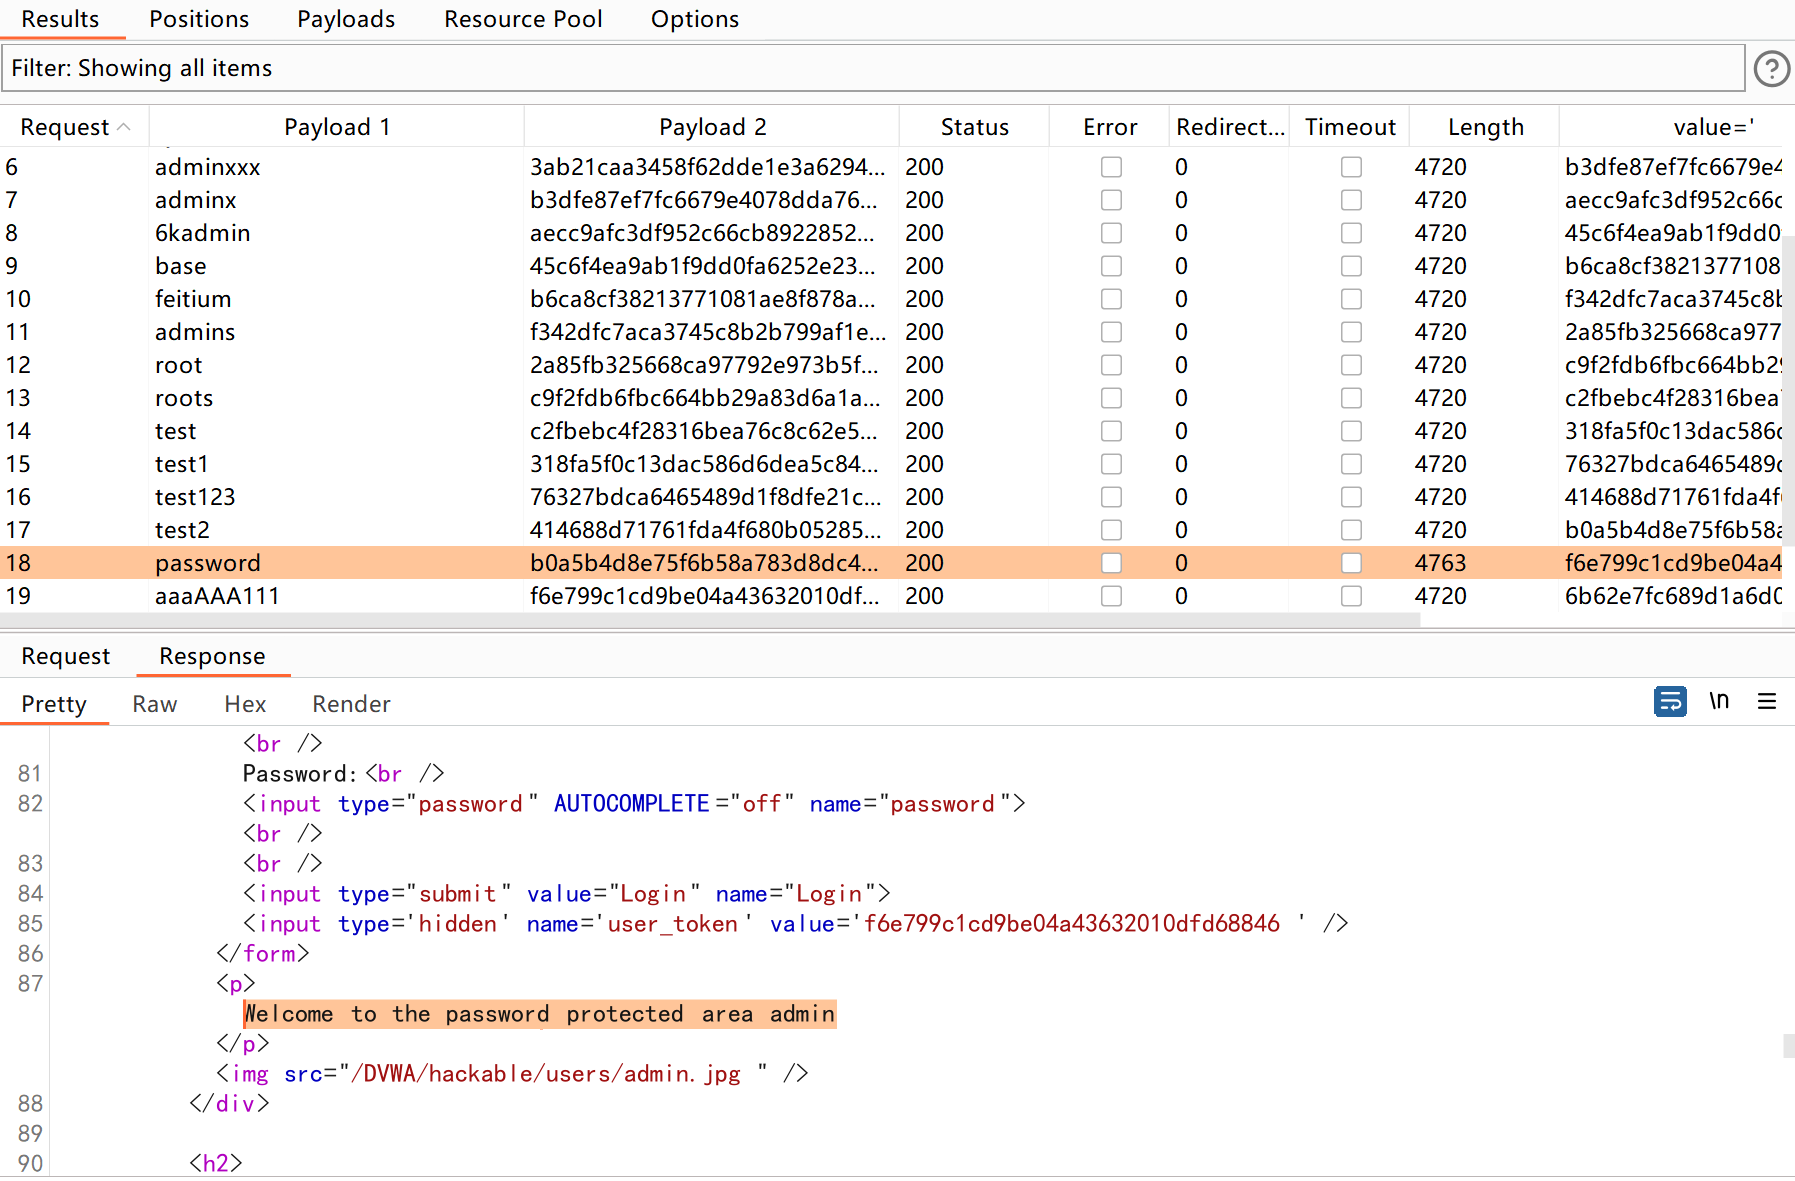 Results Positions Payloads Resource Pool Options
Filter: Showing all items
?
Request Payload 1 Payload 2 Status Error Redirect... Timeout Length value='
6 adminxxx 3ab21caa3458f62dde1e3a6294... 200 0 4720 b3dfe87ef7fc6679e4
7 adminx b3dfe87ef7fc6679e4078dda76... 200 0 4720 aecc9afc3df952c66c
8 6kadmin aecc9afc3df952c66cb8922852... 200 0 4720 45c6f4ea9ab1f9dd0
9 base 45c6f4ea9ab1f9dd0fa6252e23... 200 0 4720 b6ca8cf3821377108
10 feitium b6ca8cf38213771081ae8f878a... 200 0 4720 f342dfc7aca3745c8b
11 admins f342dfc7aca3745c8b2b799af1e... 200 0 4720 2a85fb325668ca977
12 root 2a85fb325668ca97792e973b5f... 200 0 4720 c9f2fdb6fbc664bb29
13 roots c9f2fdb6fbc664bb29a83d6a1a... 200 0 4720 c2fbebc4f28316bea
14 test c2fbebc4f28316bea76c8c62e5... 200 0 4720 318fa5f0c13dac586d
15 test1 318fa5f0c13dac586d6dea5c84... 200 0 4720 76327bdca6465489d
16 test123 76327bdca6465489d1f8dfe21c... 200 0 4720 414688d71761fda4f
17 test2 414688d71761fda4f680b05285... 200 0 4720 b0a5b4d8e75f6b58a
18 password b0a5b4d8e75f6b58a783d8dc4... 200 0 4763 f6e799c1cd9be04a4
19 aaaAAA111 f6e799c1cd9be04a43632010df... 200 0 4720 6b62e7fc689d1a6d0
Request Response
Pretty Raw Hex Render \n
<br />
81 Password:<br />
82 <input type="password" AUTOCOMPLETE="off" name="password">
<br />
83 <br />
84 <input type="submit" value="Login" name="Login">
85 <input type='hidden' name='user_token' value='f6e799c1cd9be04a43632010dfd68846' />
86 </form>
87 <p>
Welcome to the password protected area admin
</p>
<img src="/DVWA/hackable/users/admin.jpg" />
88 </div>
89
90 <h2>